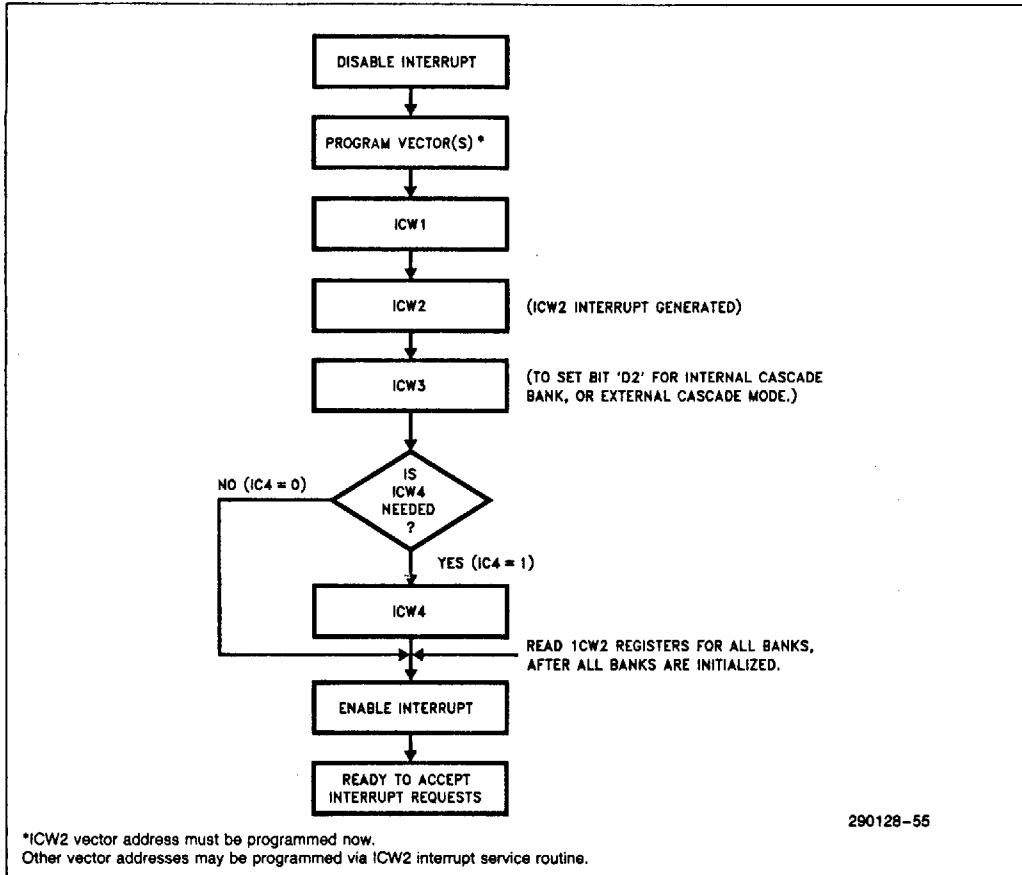 DISABLE INTERRUPT
PROGRAM VECTOR(S)*
ICW1
ICW2
(ICW2 INTERRUPT GENERATED)
ICW3
(TO SET BIT 'D2' FOR INTERNAL CASCADE
BANK, OR EXTERNAL CASCADE MODE.)
IS
ICW4
NEEDED
?
NO (IC4 = 0)
YES (IC4 = 1)
ICW4
READ 1CW2 REGISTERS FOR ALL BANKS,
AFTER ALL BANKS ARE INITIALIZED.
ENABLE INTERRUPT
READY TO ACCEPT
INTERRUPT REQUESTS
290128-55
*ICW2 vector address must be programmed now.
Other vector addresses may be programmed via ICW2 interrupt service routine.